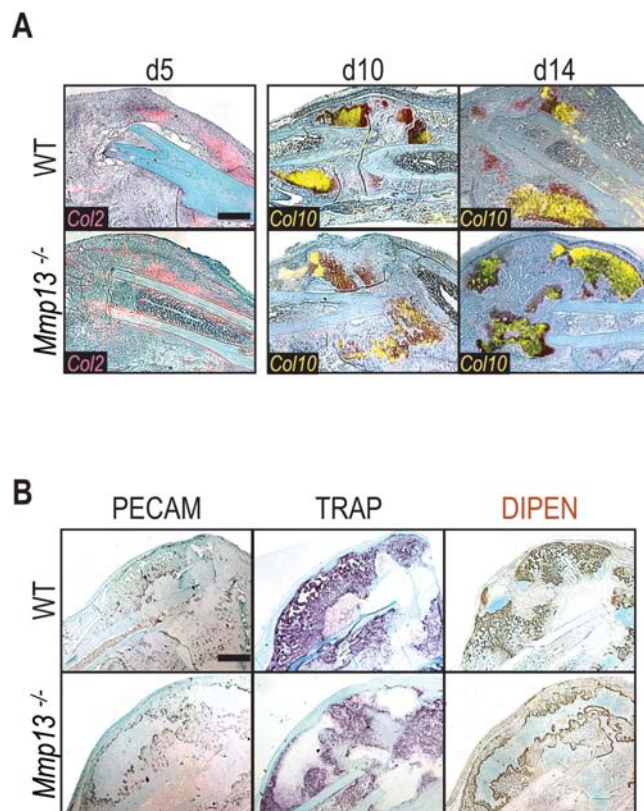 A
d5 d10 d14
WT
Col2 Col10 Col10
Mmp13 -/-
Col2 Col10 Col10
B
PECAM TRAP DIPEN
WT
Mmp13 -/-